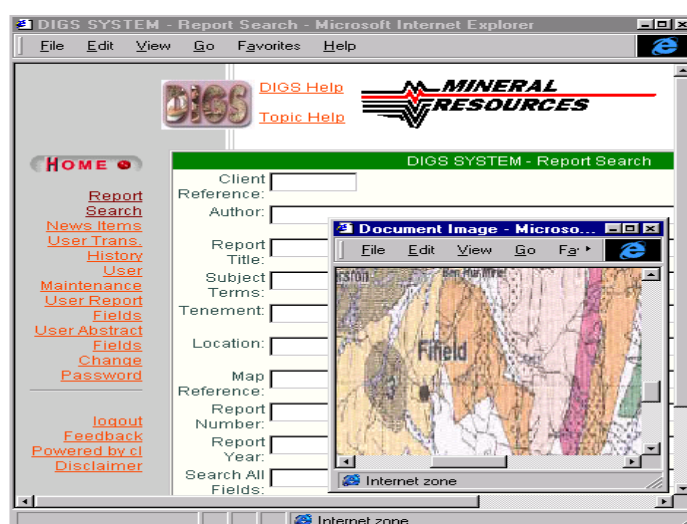 DIGS SYSTEM - Report Search - Microsoft Internet Explorer
File Edit View Go Favorites Help
DIGS
DIGS Help
Topic Help
MINERAL
RESOURCES
HOME
DIGS SYSTEM - Report Search
Report
Search
News Items
User Trans.
History
User
Maintenance
User Report
Fields
User Abstract
Fields
Change
Password
logout
Feedback
Powered by cl
Disclaimer
Client
Reference:
Author:
Report
Title:
Subject
Terms:
Tenement:
Location:
Map
Reference:
Report
Number:
Report
Year:
Search All
Fields:
Document Image - Microso...
File Edit View Go Fa
Fifield
Internet zone
Internet zone